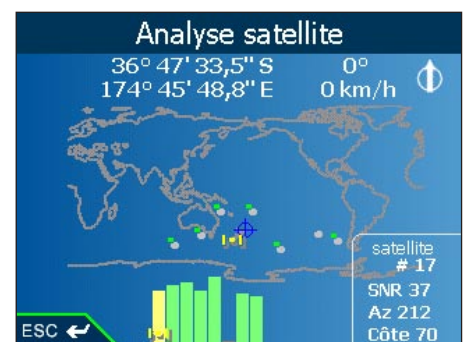 Analyse satellite
36° 47' 33,5" S 0°
174° 45' 48,8" E 0 km/h
satellite
# 17
SNR 37
Az 212
Côte 70
ESC